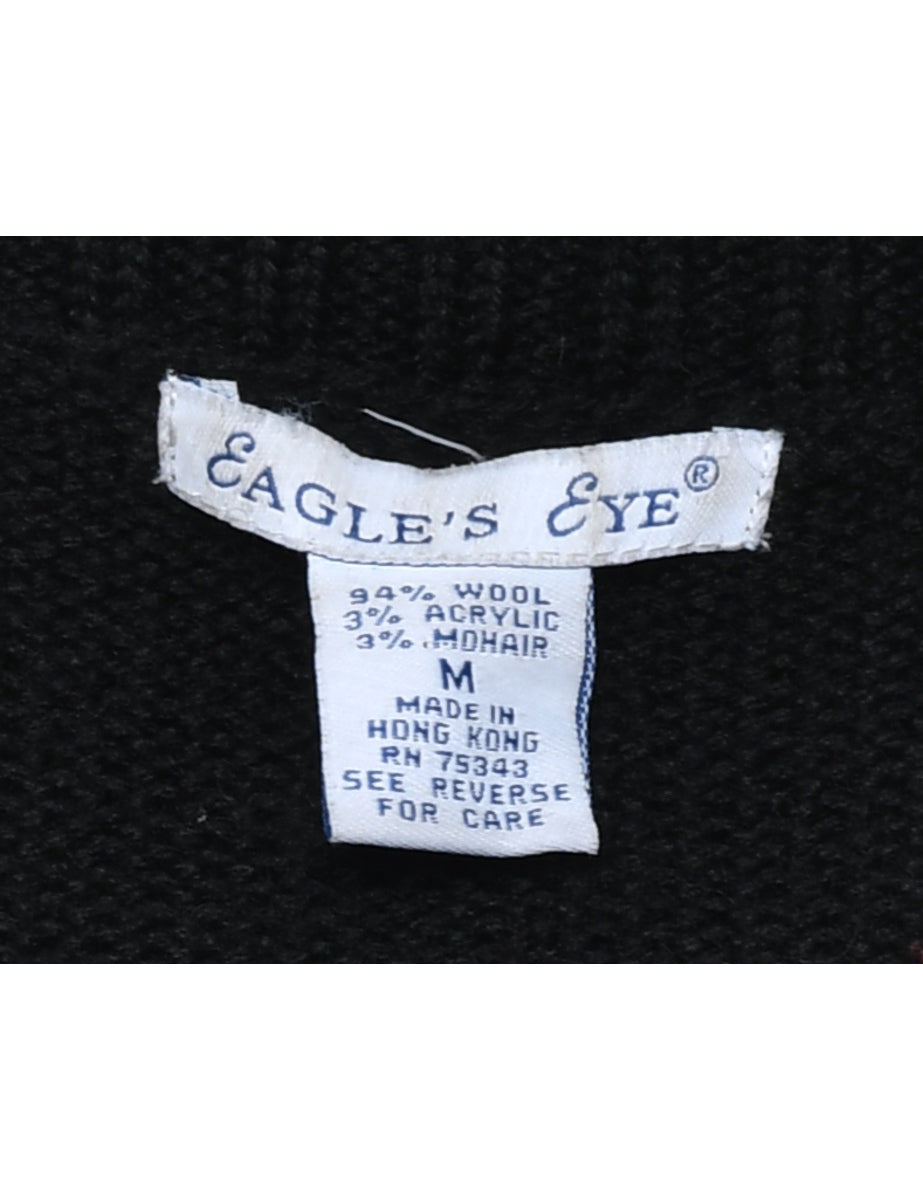 EAGLE'S EYE®
94% WOOL
3% ACRYLIC
3% MOHAIR
M
MADE IN
HONG KONG
RN 75343
SEE REVERSE
FOR CARE